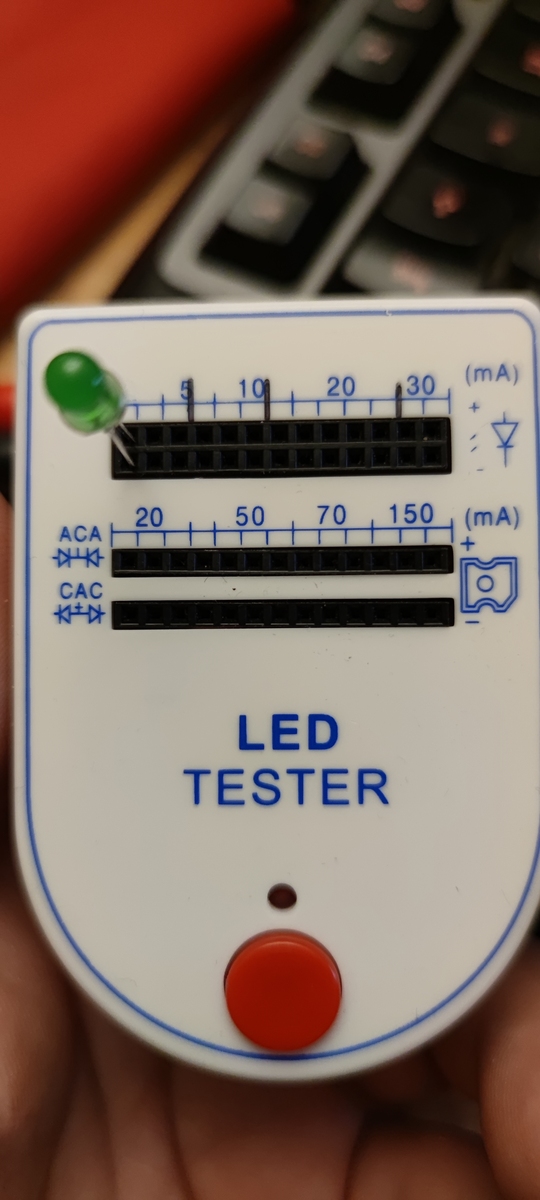 5 10 20 30 (mA)
+
-
20 50 70 150 (mA)
ACA
+
CAC
+
-
LED
TESTER